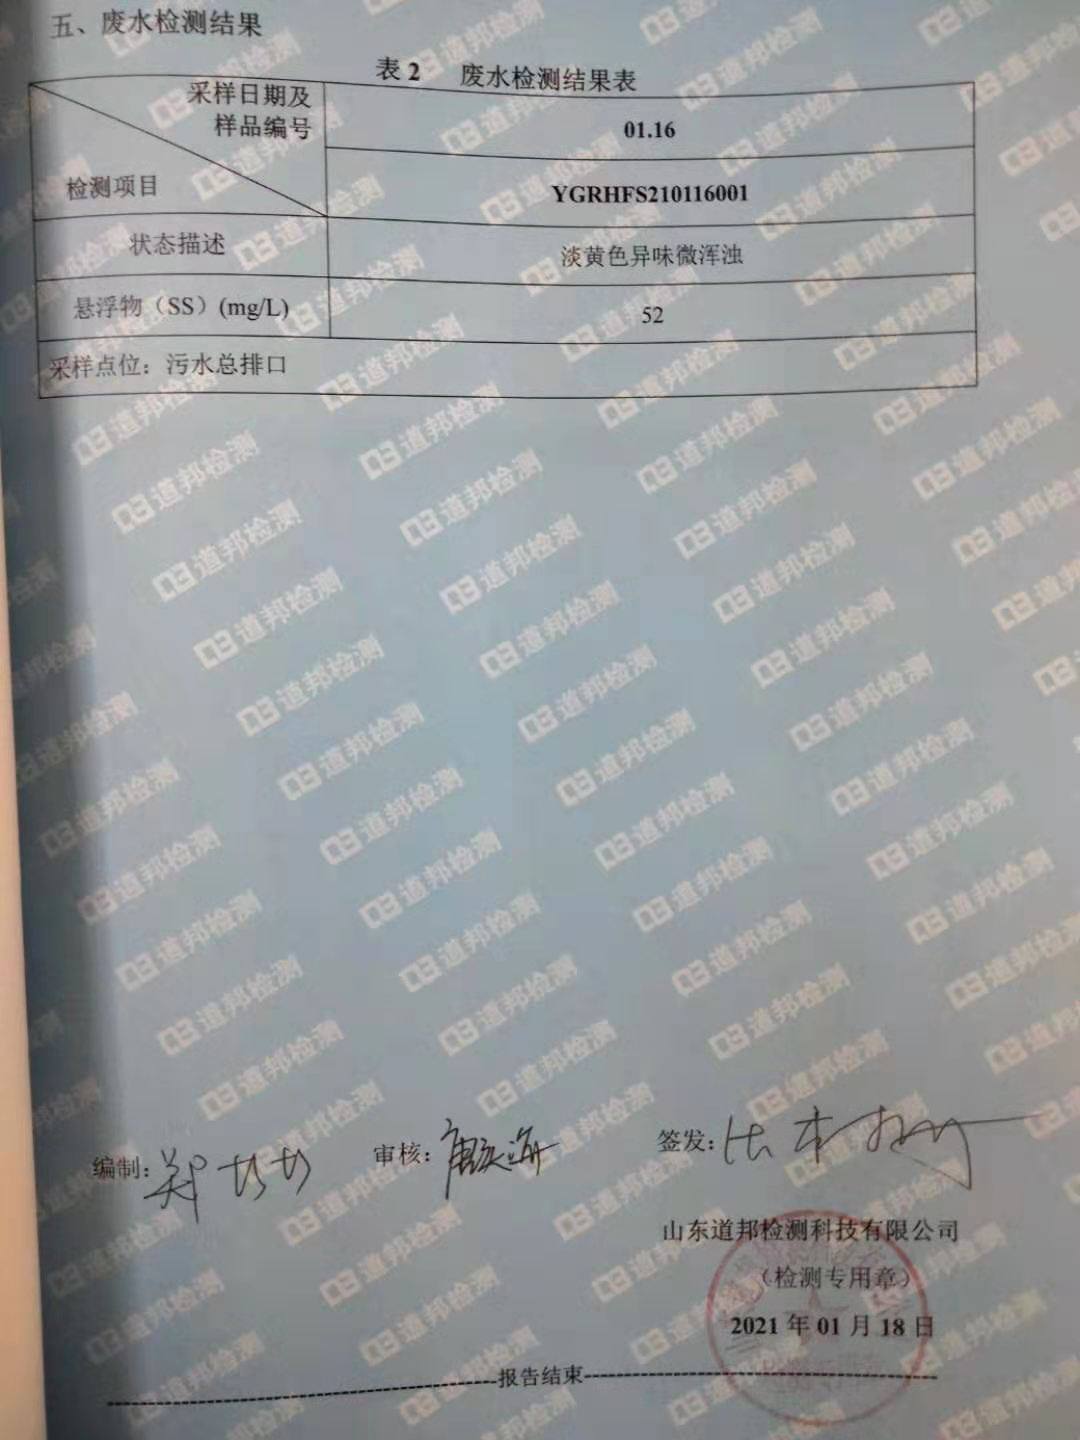 五、废水检测结果
表 2 废水检测结果表
采样日期及
样品编号
检测项目
01.16
YGRHFS210116001
状态描述
淡黄色异味微浑浊
悬浮物（SS）(mg/L)
52
采样点位：污水总排口
编制：
审核：
签发：
山东道邦检测科技有限公司
（检测专用章）
2021 年 01 月 18 日
报告结束
道邦检测